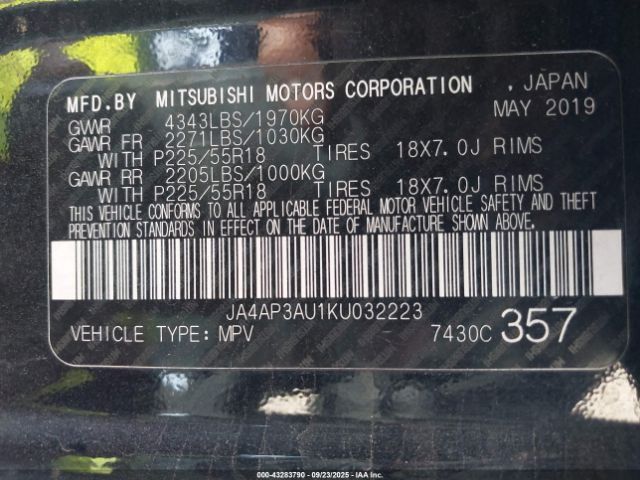 MFD.BY MITSUBISHI MOTORS CORPORATION , JAPAN
GVWR 4343LBS/1970KG MAY 2019
GAWR FR 2271LBS/1030KG
WITH P225/55R18 TIRES 18X7.0J RIMS
GAWR RR 2205LBS/1000KG
WITH P225/55R18 TIRES 18X7.0J RIMS
THIS VEHICLE CONFORMS TO ALL APPLICABLE FEDERAL MOTOR VEHICLE SAFETY AND THEFT
PREVENTION STANDARDS IN EFFECT ON THE DATE OF MANUFACTURE SHOWN ABOVE.
JA4AP3AU1KU032223
VEHICLE TYPE: MPV 7430C 357
000-43283790 - 09/23/2025 - IAA Inc.